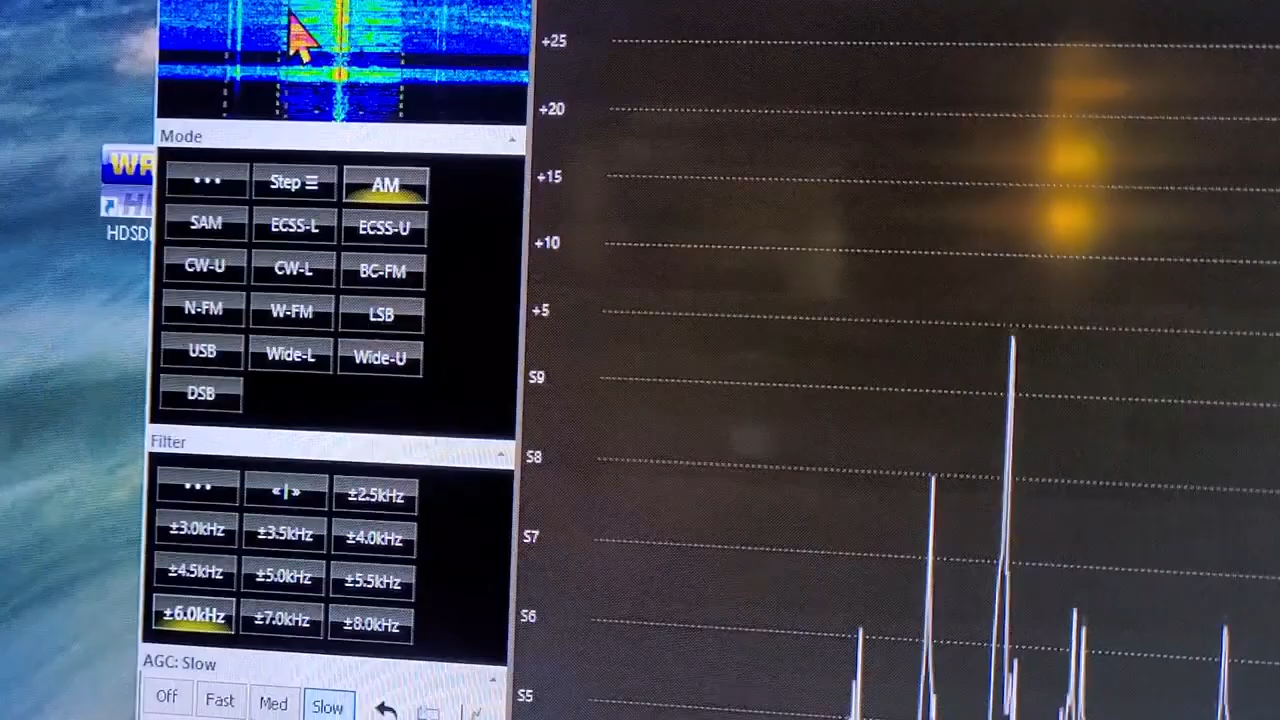 +25
+20
+15
+10
+5
S9
S8
S7
S6
S5
Mode
••• Step ☰ AM
SAM ECSS-L ECSS-U
CW-U CW-L BC-FM
N-FM W-FM LSB
USB Wide-L Wide-U
DSB
Filter
••• «|» ±2.5kHz
±3.0kHz ±3.5kHz ±4.0kHz
±4.5kHz ±5.0kHz ±5.5kHz
±6.0kHz ±7.0kHz ±8.0kHz
AGC: Slow
Off Fast Med Slow